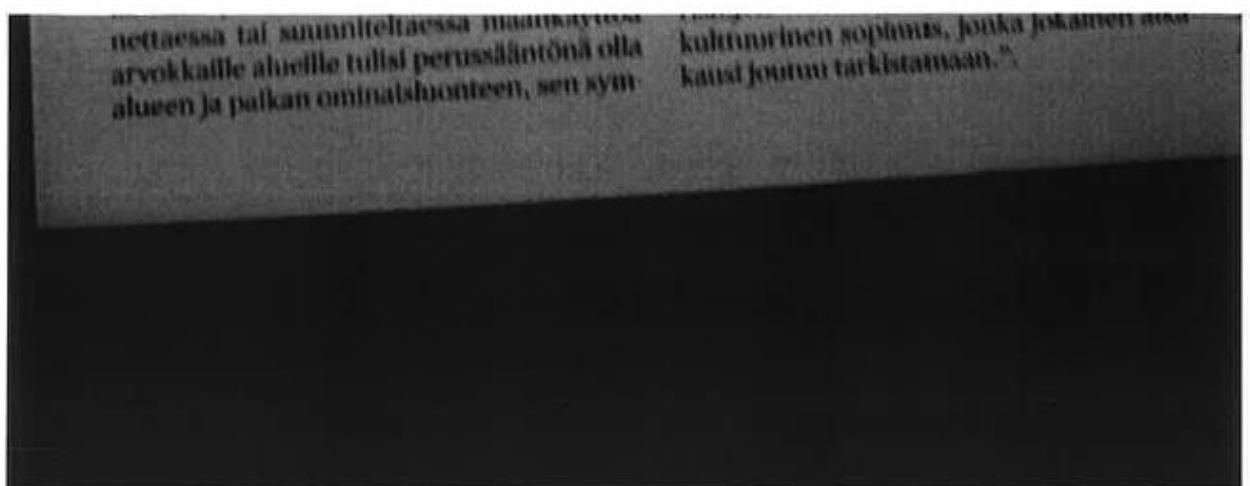 nettaessa tai suunniteltaessa maankäyttöä
arvokkaille alueille tulisi perussääntönä olla
alueen ja paikan ominaisluonteen, sen sym-
kulttuurinen sopimus, jonka jokainen aika-
kausi joutuu tarkistamaan."